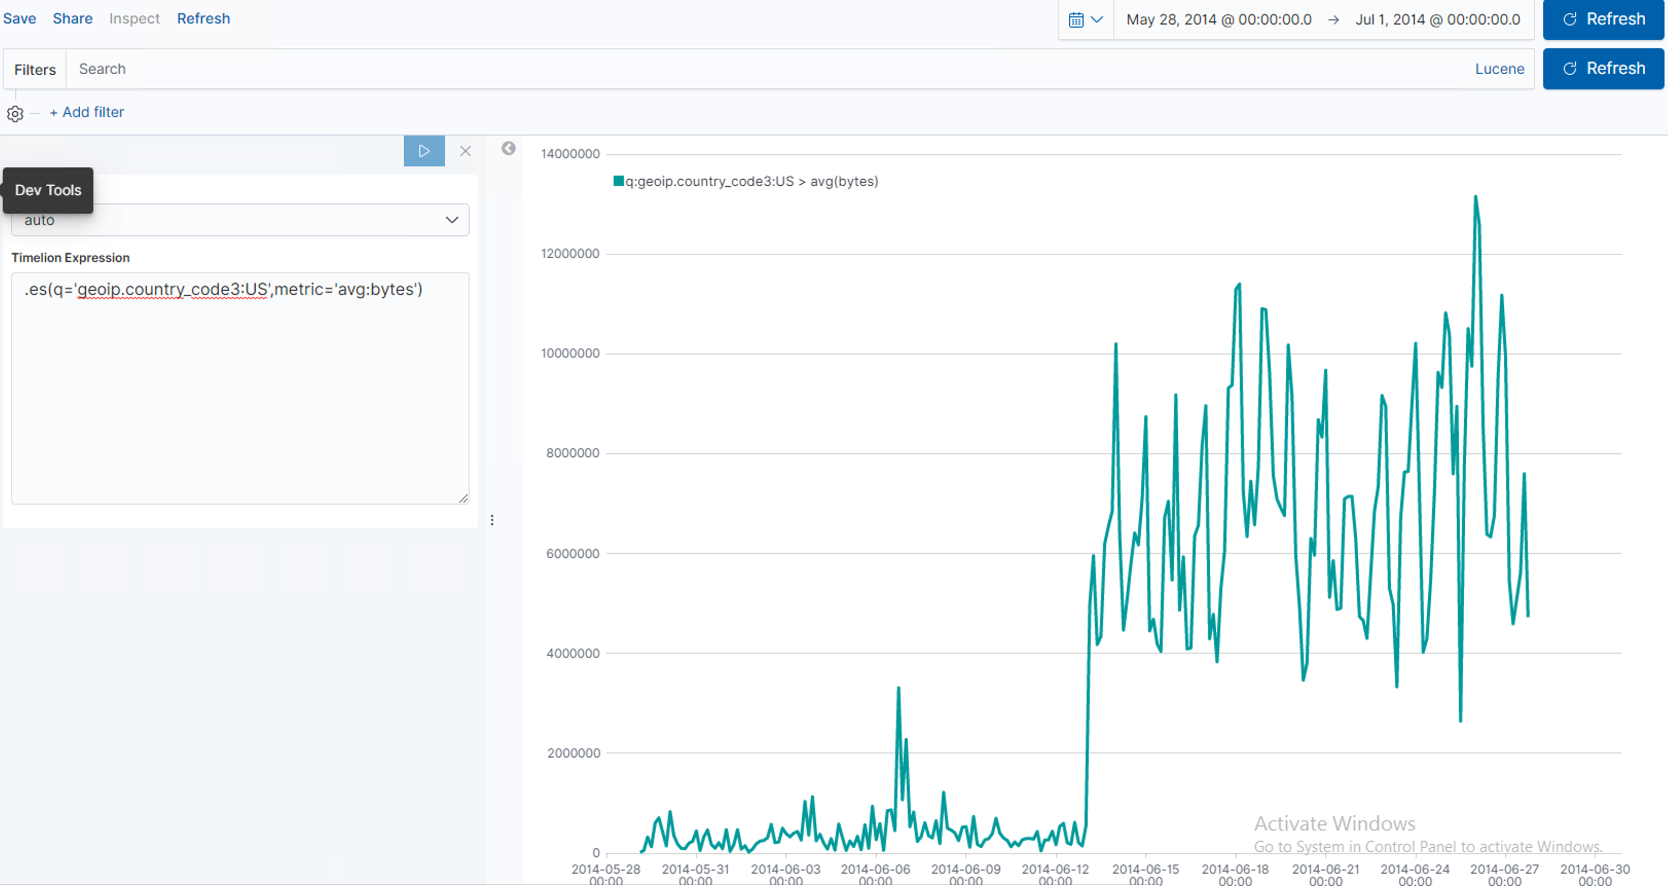 Save Share Inspect Refresh
May 28, 2014 @ 00:00:00.0 → Jul 1, 2014 @ 00:00:00.0
Refresh
Filters Search Lucene
Refresh
+ Add filter
Dev Tools
auto
Timelion Expression
.es(q='geoip.country_code3:US',metric='avg:bytes')
q:geoip.country_code3:US > avg(bytes)
14000000
12000000
10000000
8000000
6000000
4000000
2000000
0
2014-05-28 00:00
2014-05-31 00:00
2014-06-03 00:00
2014-06-06 00:00
2014-06-09 00:00
2014-06-12 00:00
2014-06-15 00:00
2014-06-18 00:00
2014-06-21 00:00
2014-06-24 00:00
2014-06-27 00:00
2014-06-30 00:00
Activate Windows
Go to System in Control Panel to activate Windows.